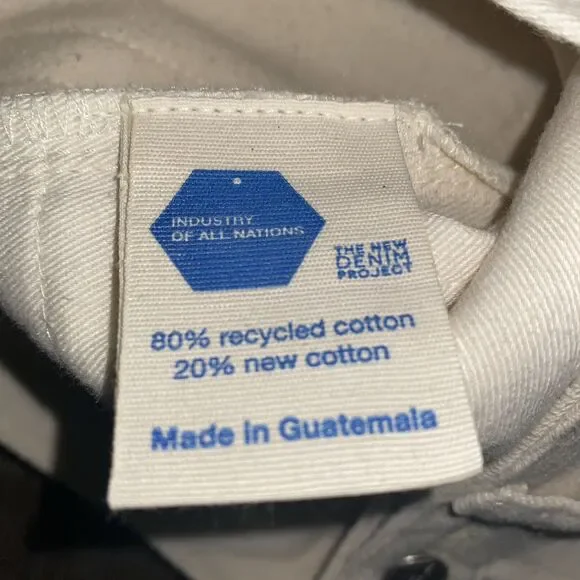 INDUSTRY
OF ALL NATIONS
THE NEW
DENIM
PROJECT
80% recycled cotton
20% new cotton
Made in Guatemala